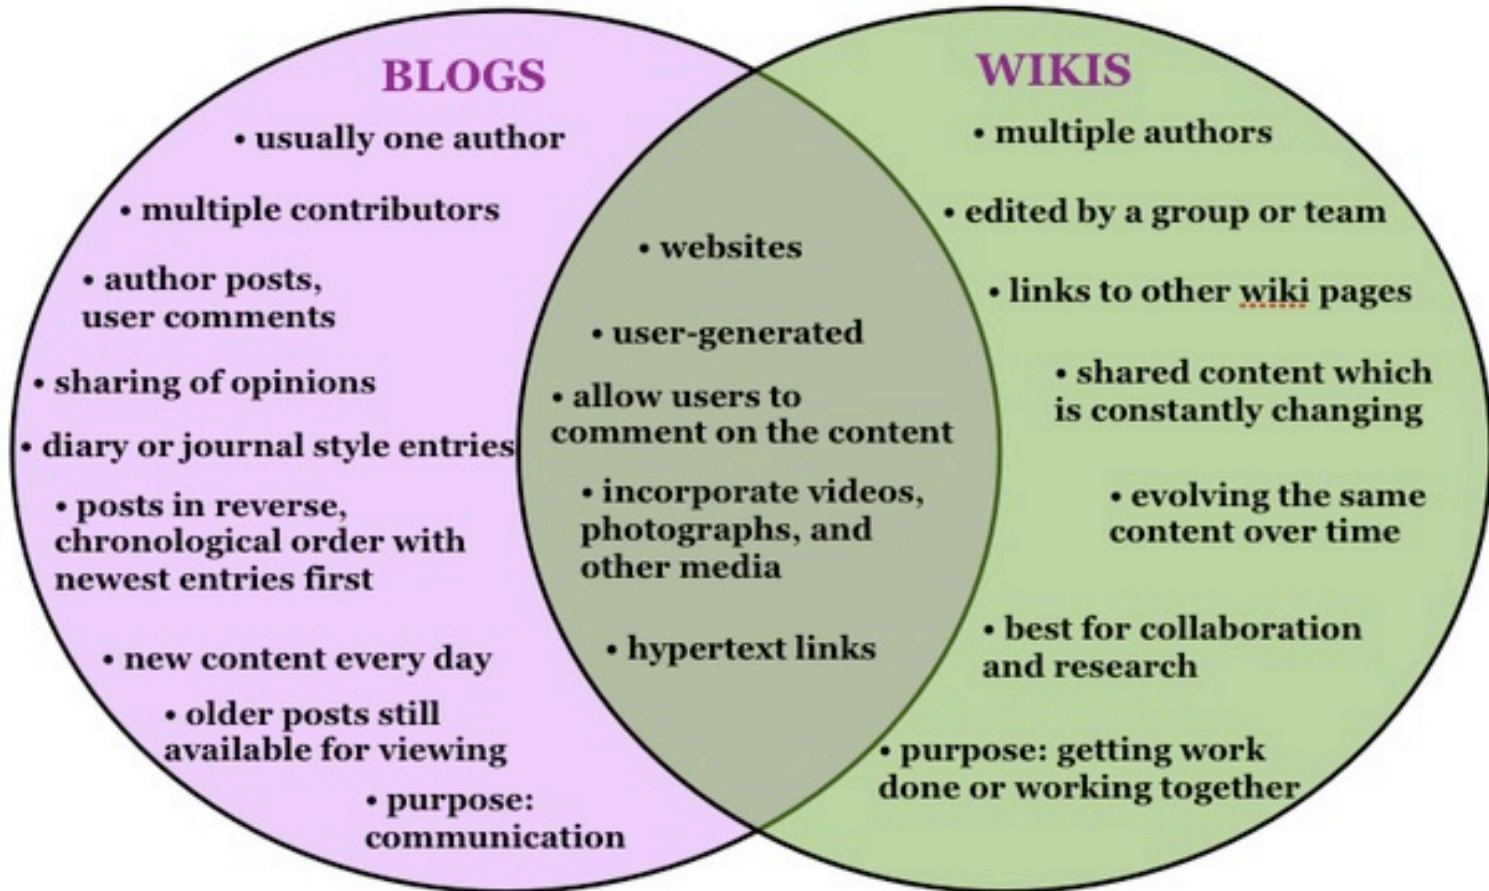 BLOGS
• usually one author
• multiple contributors
• author posts,
user comments
• sharing of opinions
• diary or journal style entries
• posts in reverse,
chronological order with
newest entries first
• new content every day
• older posts still
available for viewing
• purpose:
communication
• websites
• user-generated
• allow users to
comment on the content
• incorporate videos,
photographs, and
other media
• hypertext links
WIKIS
• multiple authors
• edited by a group or team
• links to other wiki pages
• shared content which
is constantly changing
• evolving the same
content over time
• best for collaboration
and research
• purpose: getting work
done or working together